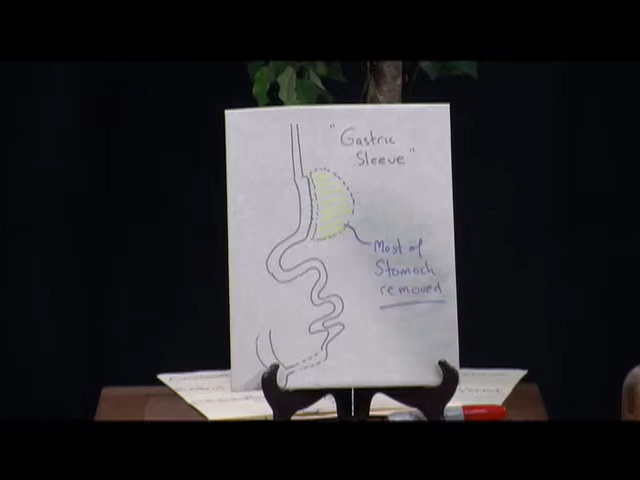 "Gastric
Sleeve"
Most of
Stomach
removed